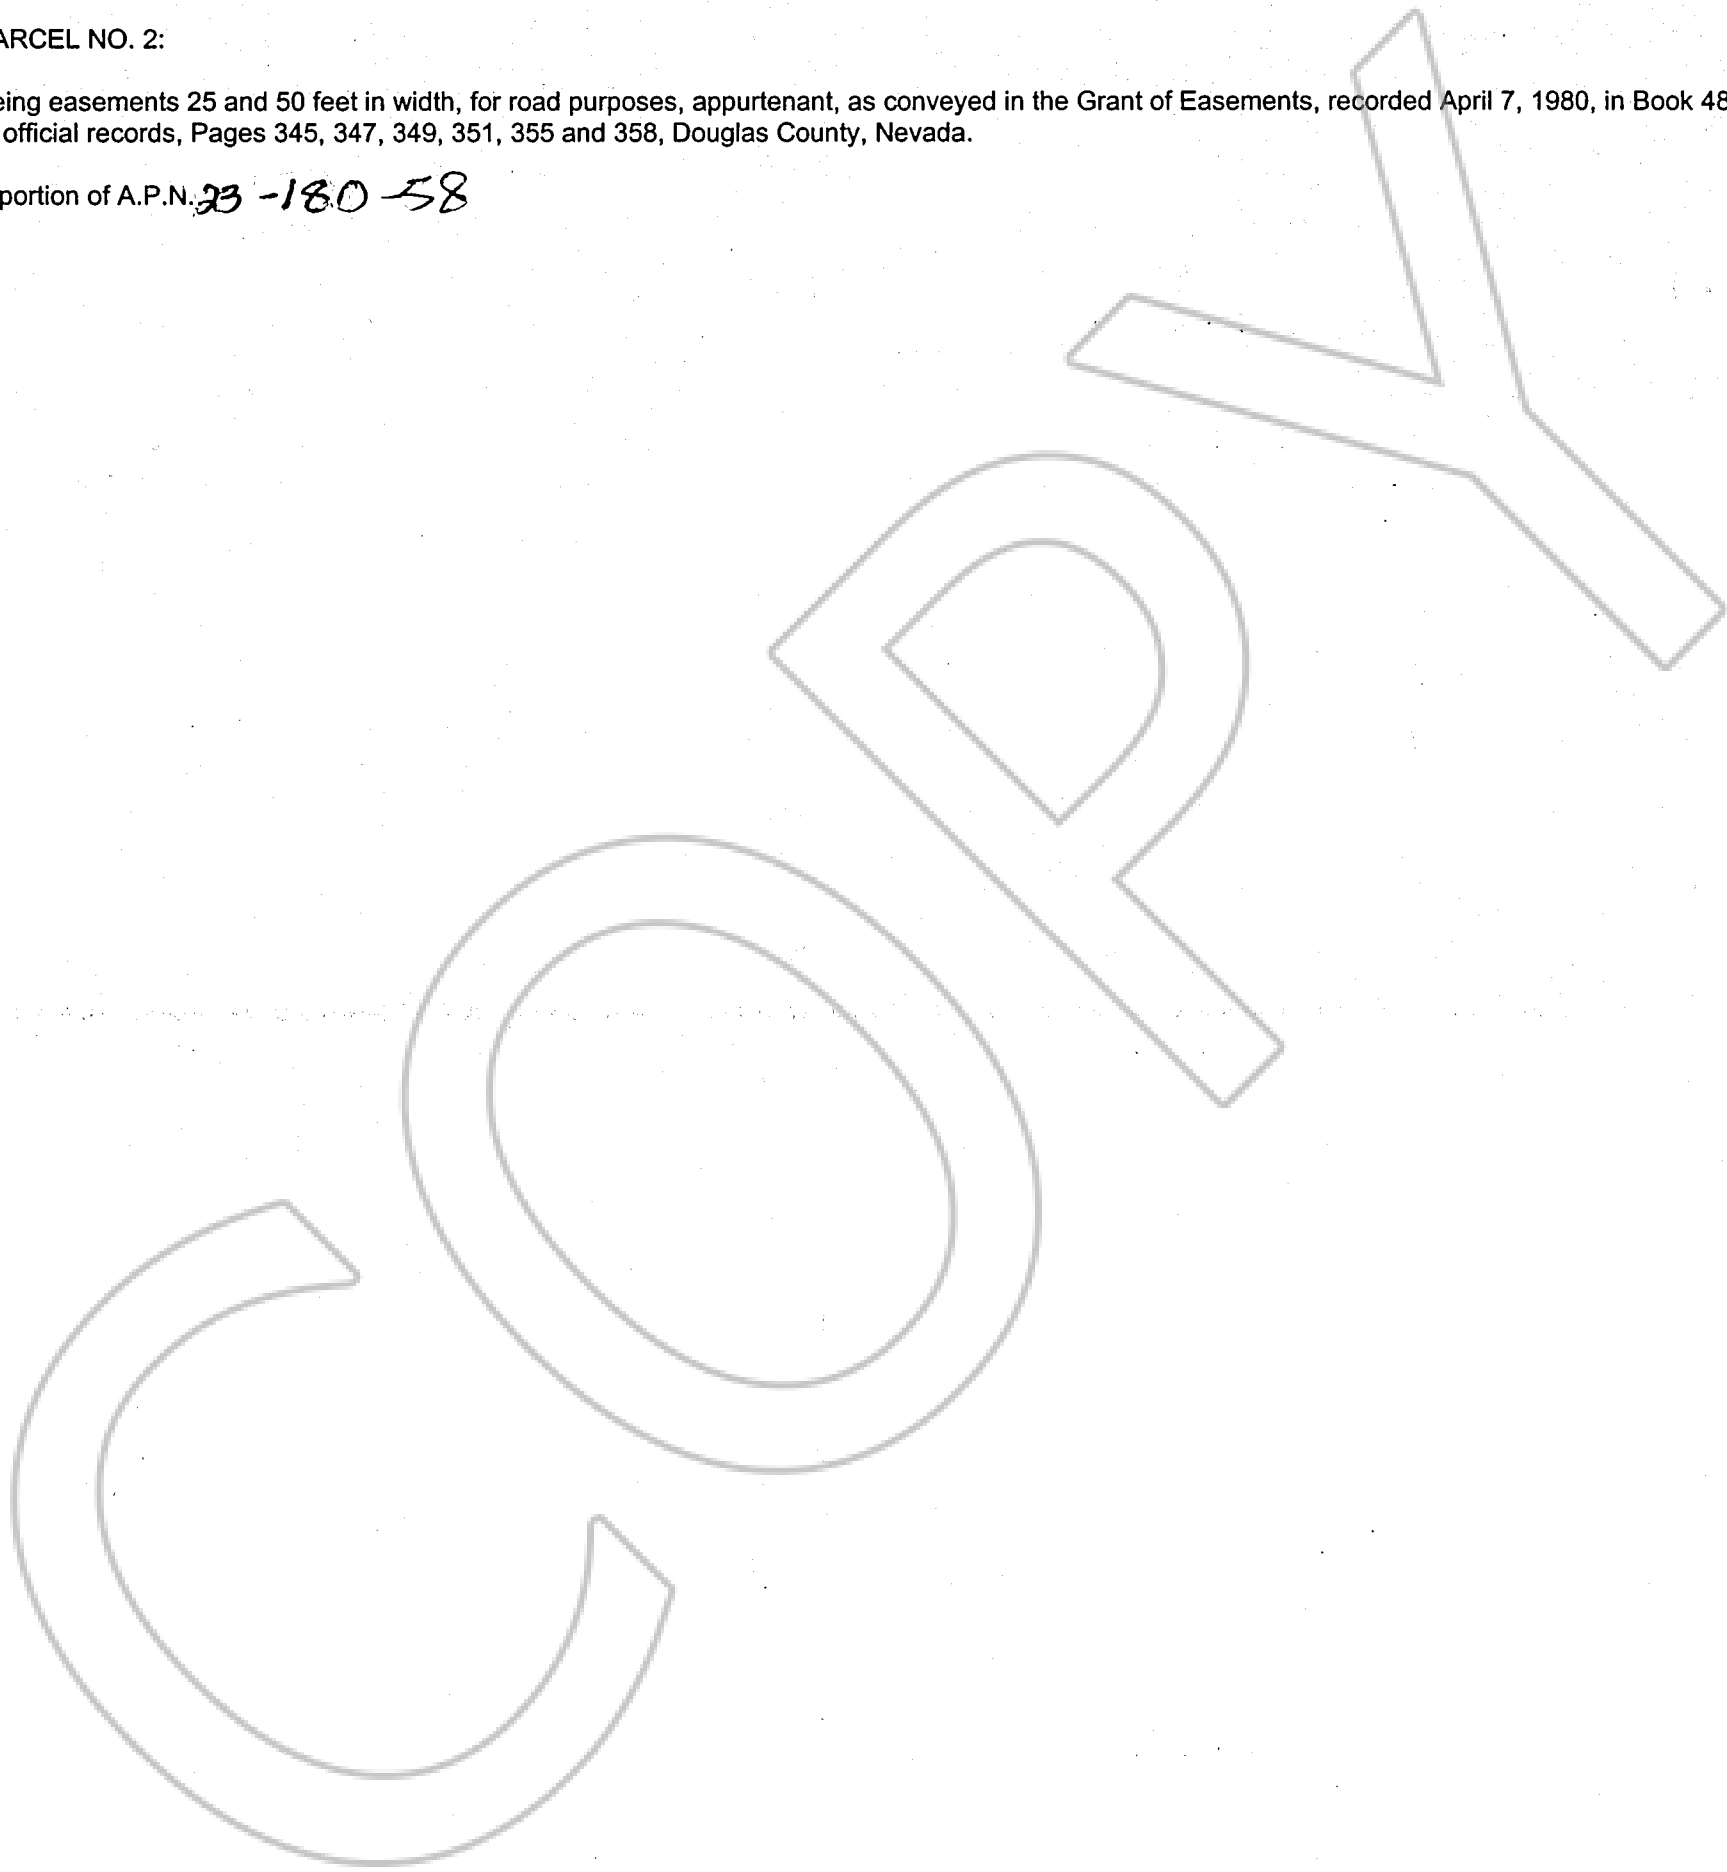 ARCEL NO. 2:
eing easements 25 and 50 feet in width, for road purposes, appurtenant, as conveyed in the Grant of Easements, recorded April 7, 1980, in Book 48
official records, Pages 345, 347, 349, 351, 355 and 358, Douglas County, Nevada.
portion of A.P.N. 23-180-58
COPY